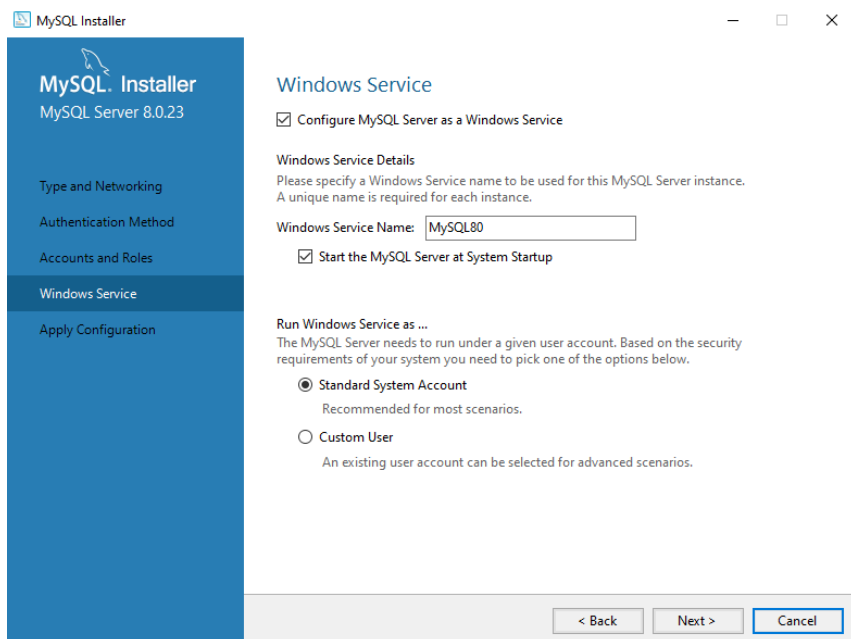 MySQL Installer
MySQL. Installer
MySQL Server 8.0.23
Type and Networking
Authentication Method
Accounts and Roles
Windows Service
Apply Configuration
Windows Service
Configure MySQL Server as a Windows Service
Windows Service Details
Please specify a Windows Service name to be used for this MySQL Server instance.
A unique name is required for each instance.
Windows Service Name: MySQL80
Start the MySQL Server at System Startup
Run Windows Service as ...
The MySQL Server needs to run under a given user account. Based on the security
requirements of your system you need to pick one of the options below.
Standard System Account
Recommended for most scenarios.
Custom User
An existing user account can be selected for advanced scenarios.
< Back Next > Cancel